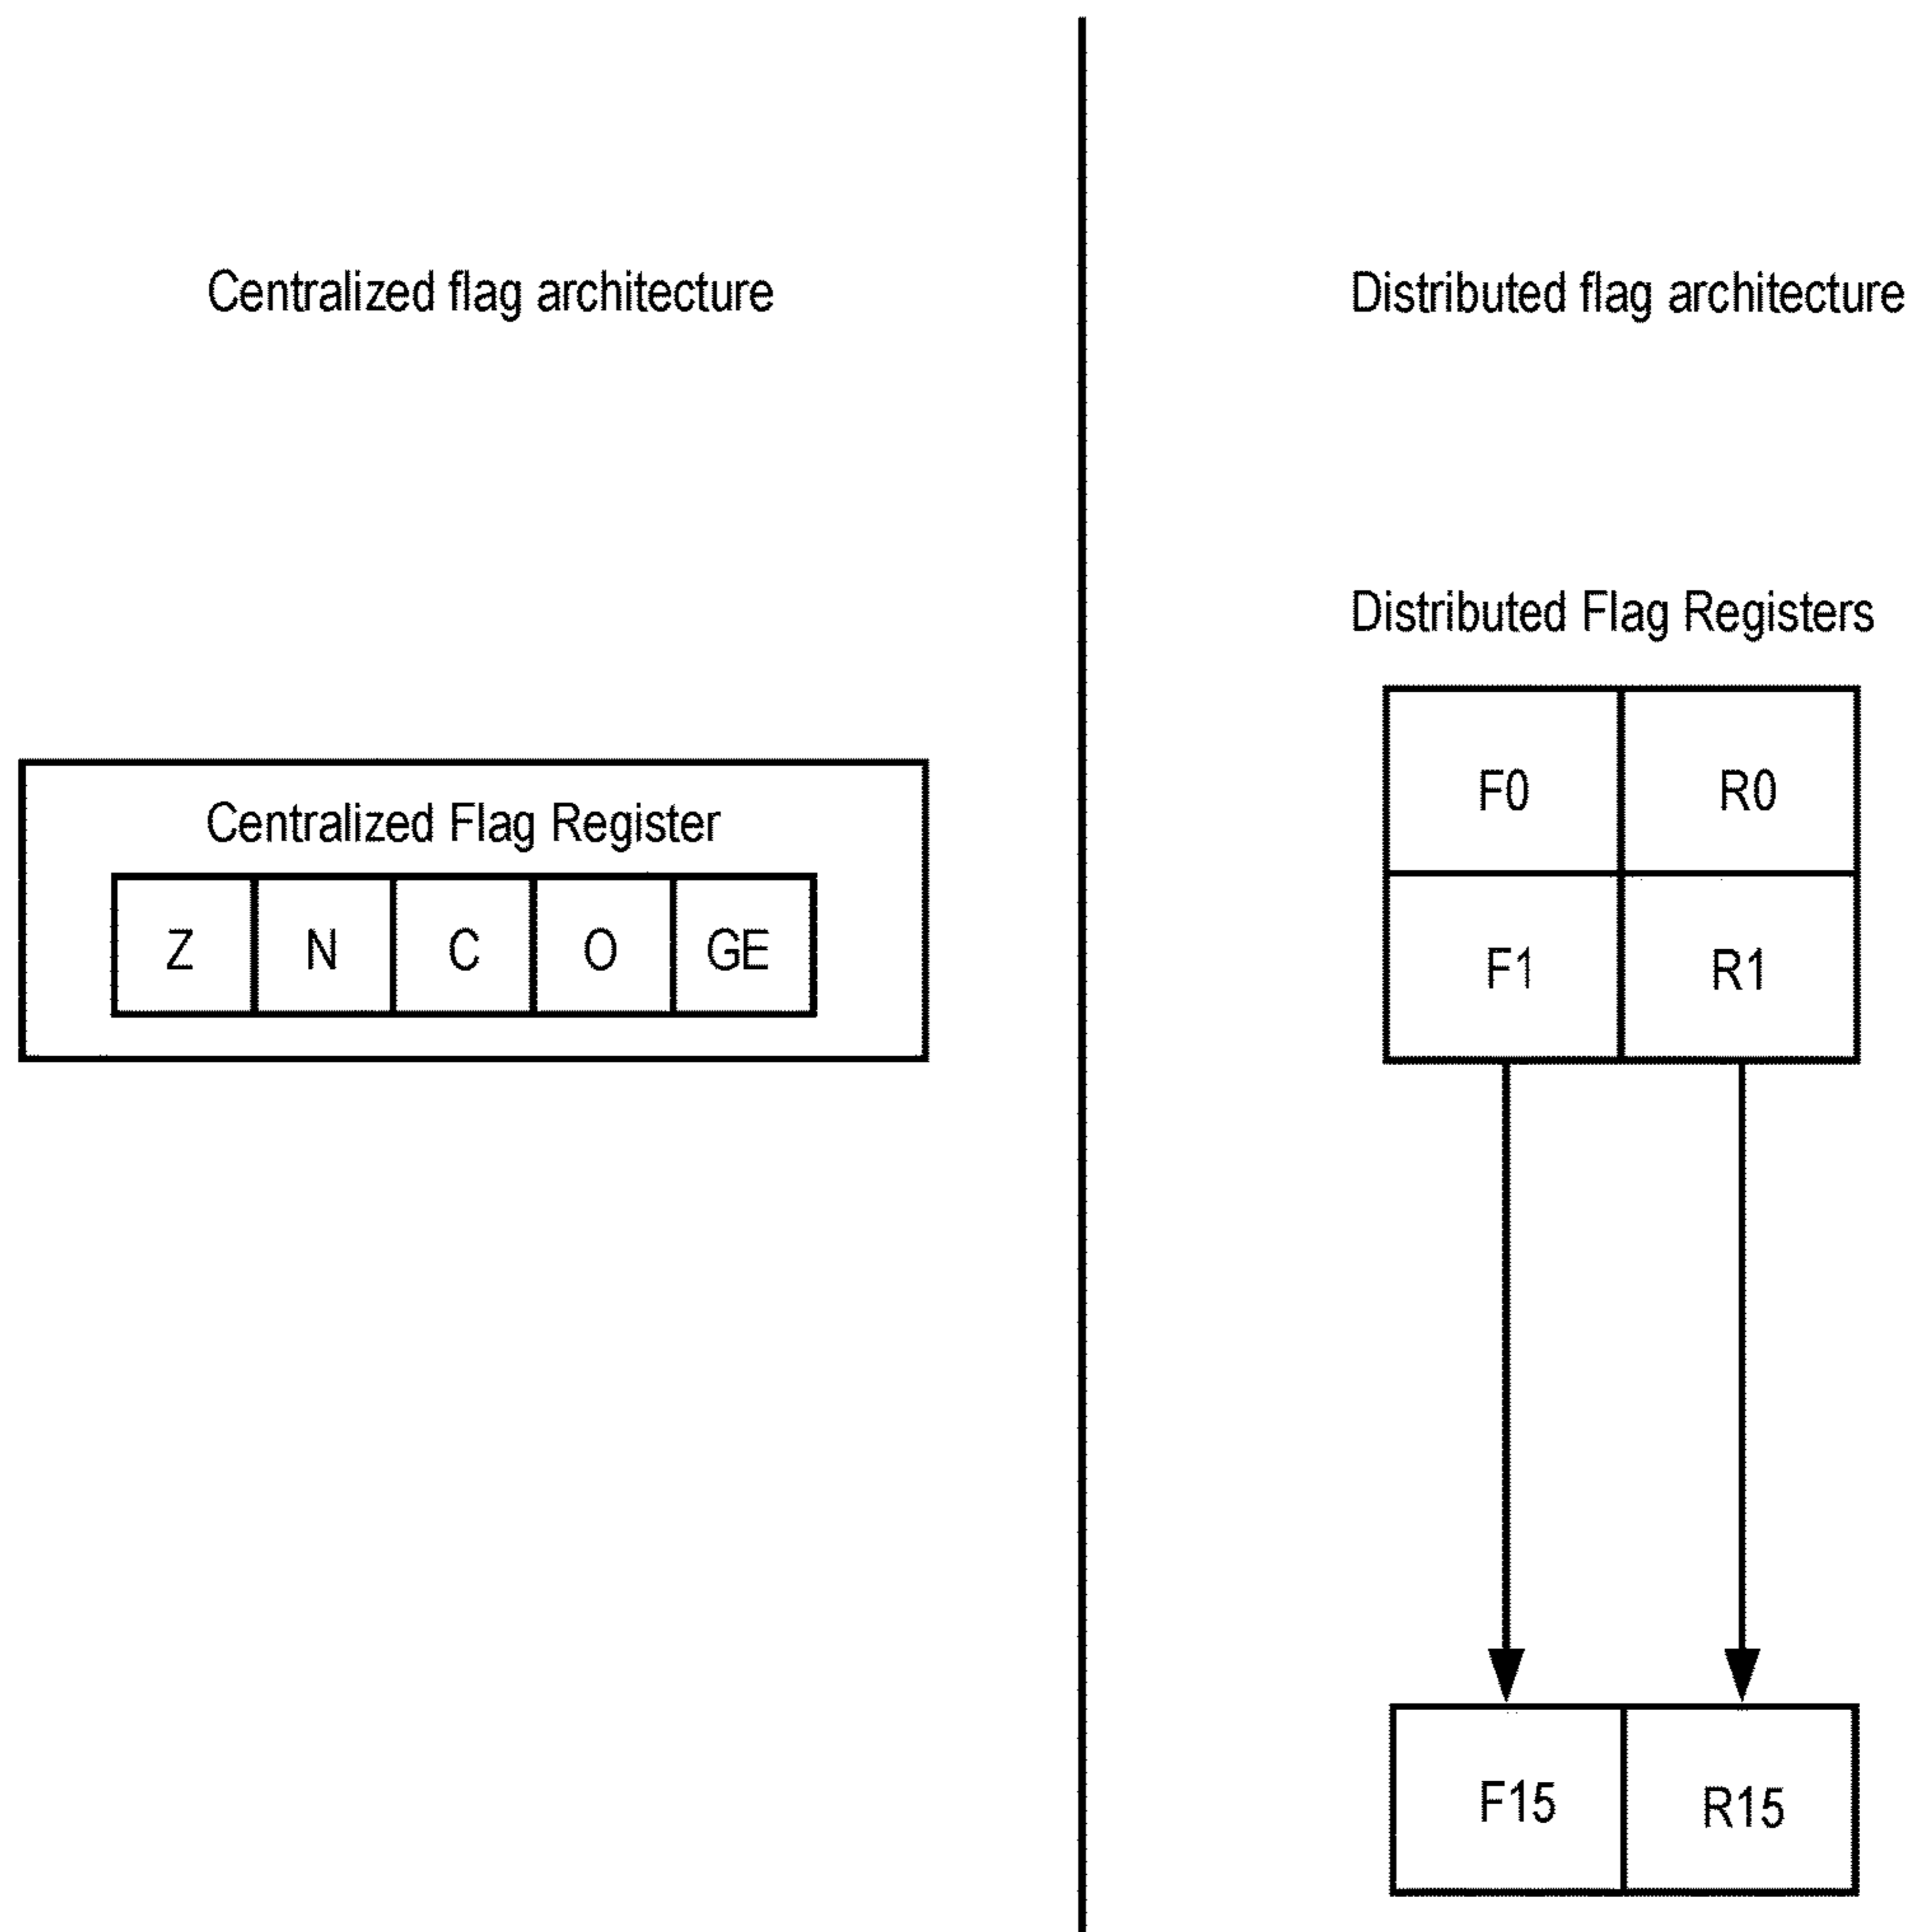 Centralized flag architecture
Centralized Flag Register
Z N C O GE
Distributed flag architecture
Distributed Flag Registers
F0 R0
F1 R1
F15 R15